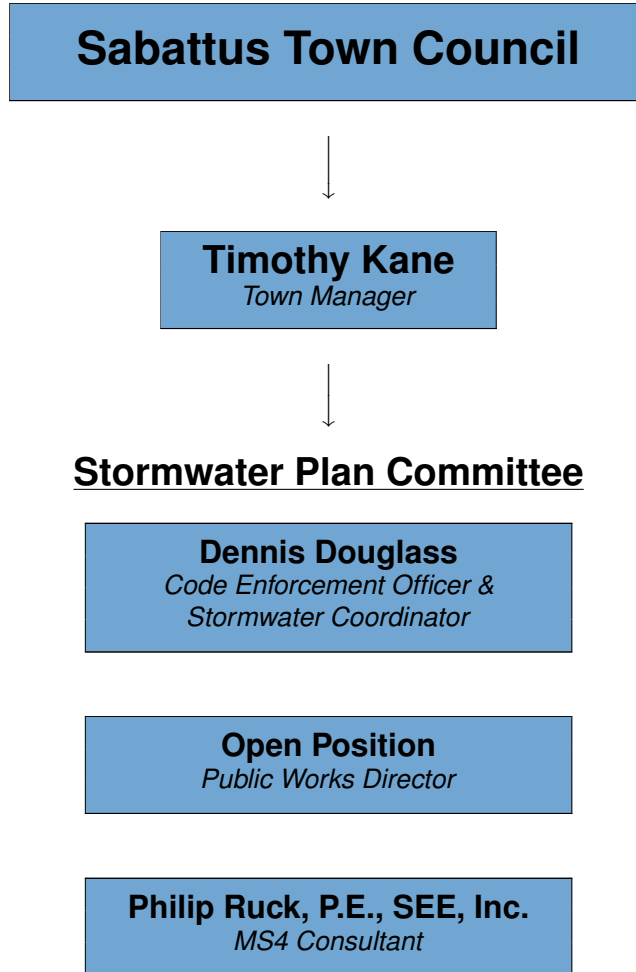 Sabattus Town Council
Timothy Kane
Town Manager
Stormwater Plan Committee
Dennis Douglass
Code Enforcement Officer &
Stormwater Coordinator
Open Position
Public Works Director
Philip Ruck, P.E., SEE, Inc.
MS4 Consultant